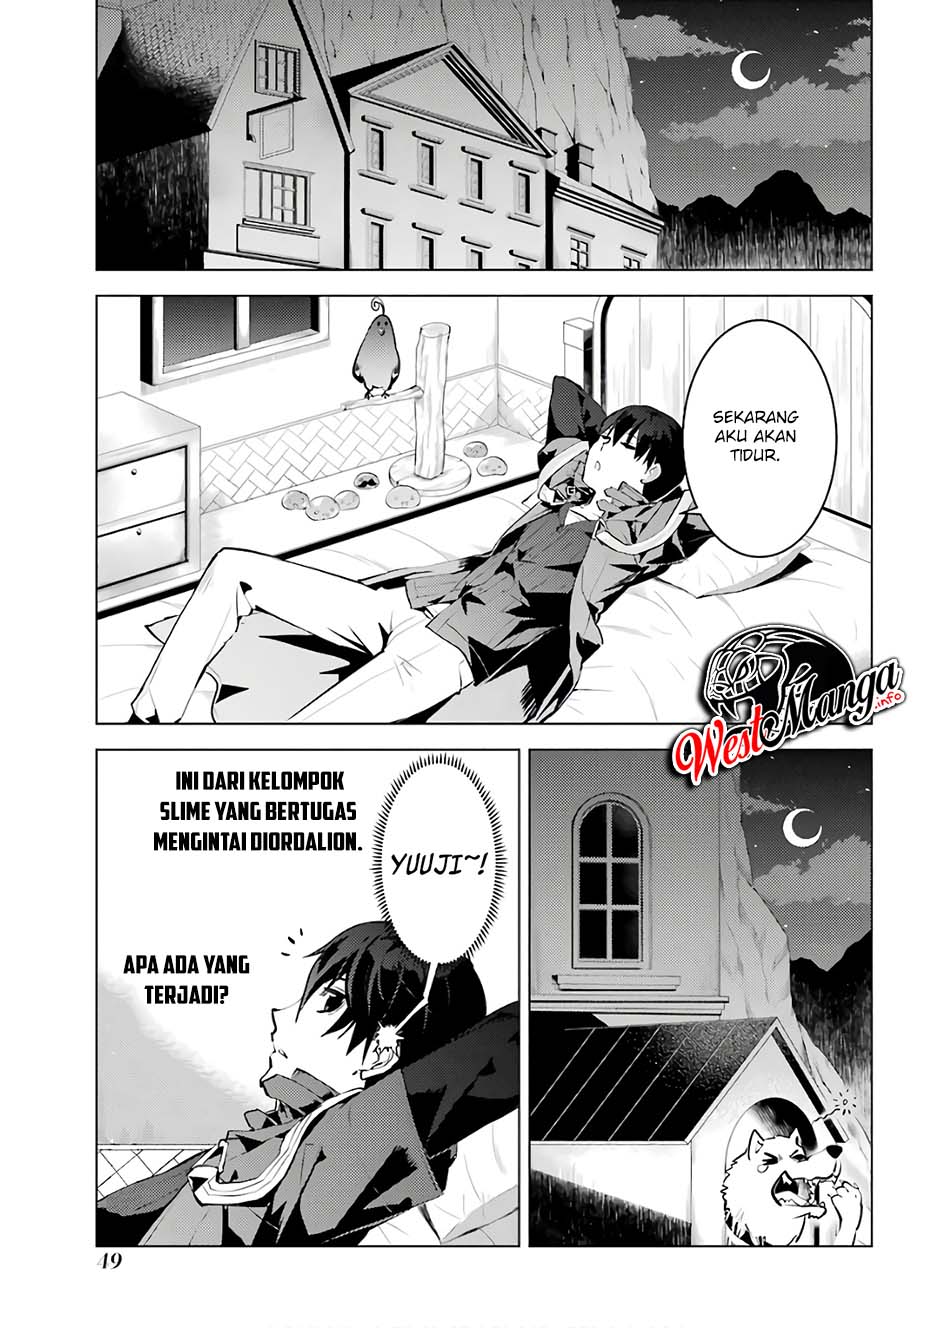 SEKARANG
AKU AKAN
TIDUR.
WestManga
.info
INI DARI KELOMPOK
SLIME YANG BERTUGAS
MENGINTAI DIORDALION.
YUUJI~!
APA ADA YANG
TERJADI?
49